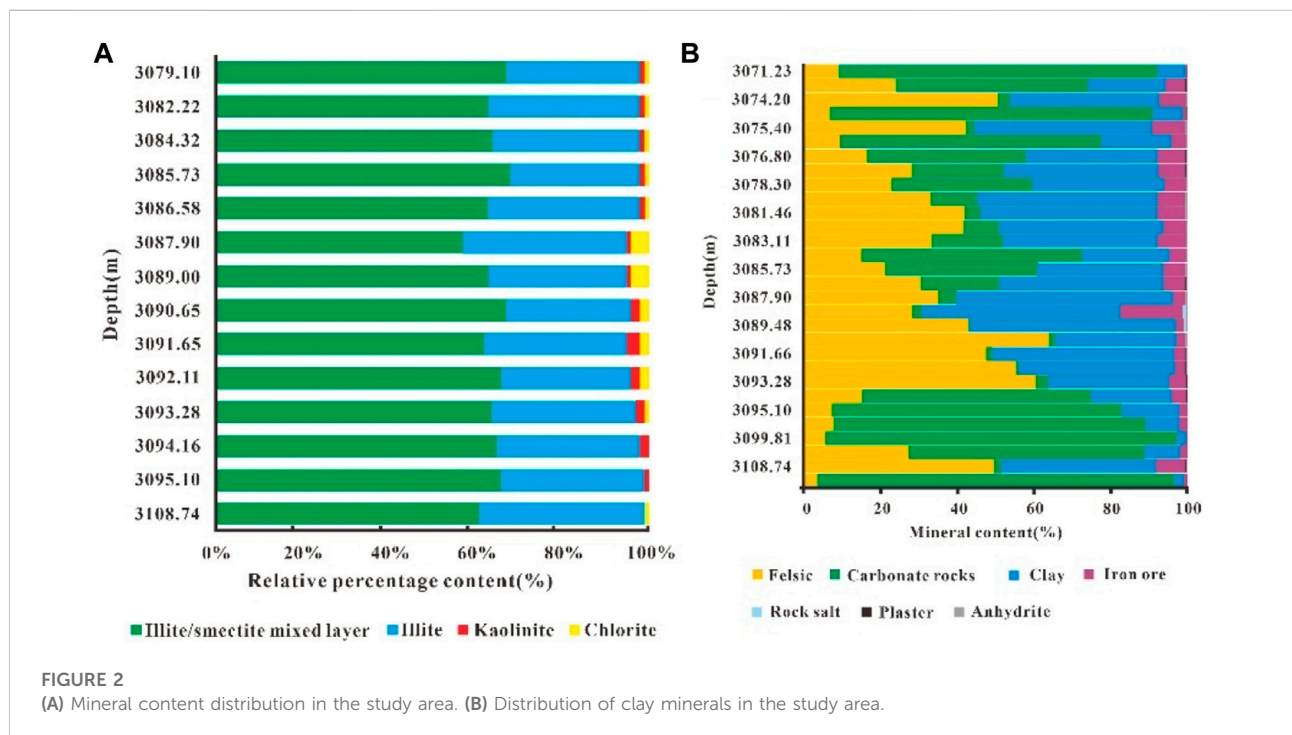 A
3079.10
3082.22
3084.32
3085.73
3086.58
3087.90
3089.00
3090.65
3091.65
3092.11
3093.28
3094.16
3095.10
3108.74
Depth(m)
0% 20% 40% 60% 80% 100%
Relative percentage content(%)
Illite/smectite mixed layer Illite Kaolinite Chlorite
B
3071.23
3074.20
3075.40
3076.80
3078.30
3081.46
3083.11
3085.73
3087.90
3089.48
3091.66
3093.28
3095.10
3099.81
3108.74
Depth(m)
0 20 40 60 80 100
Mineral content(%)
Felsic Carbonate rocks Clay Iron ore
Rock salt Plaster Anhydrite
FIGURE 2
(A) Mineral content distribution in the study area. (B) Distribution of clay minerals in the study area.